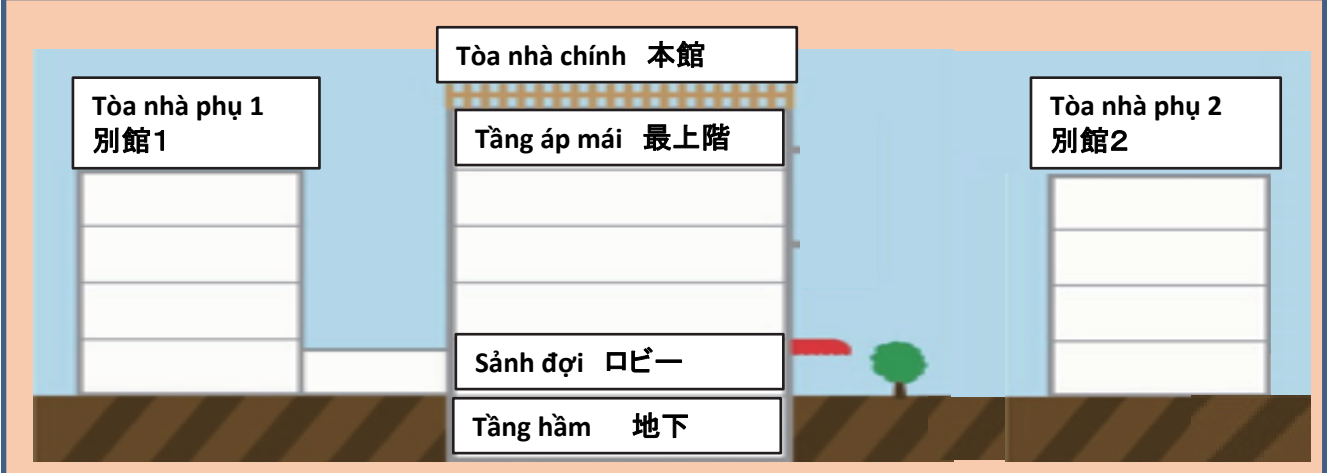 Tòa nhà chính 本館
Tòa nhà phụ 1
別館1
Tòa nhà phụ 2
別館2
Tầng áp mái 最上階
Sảnh đợi ロビー
Tầng hầm 地下